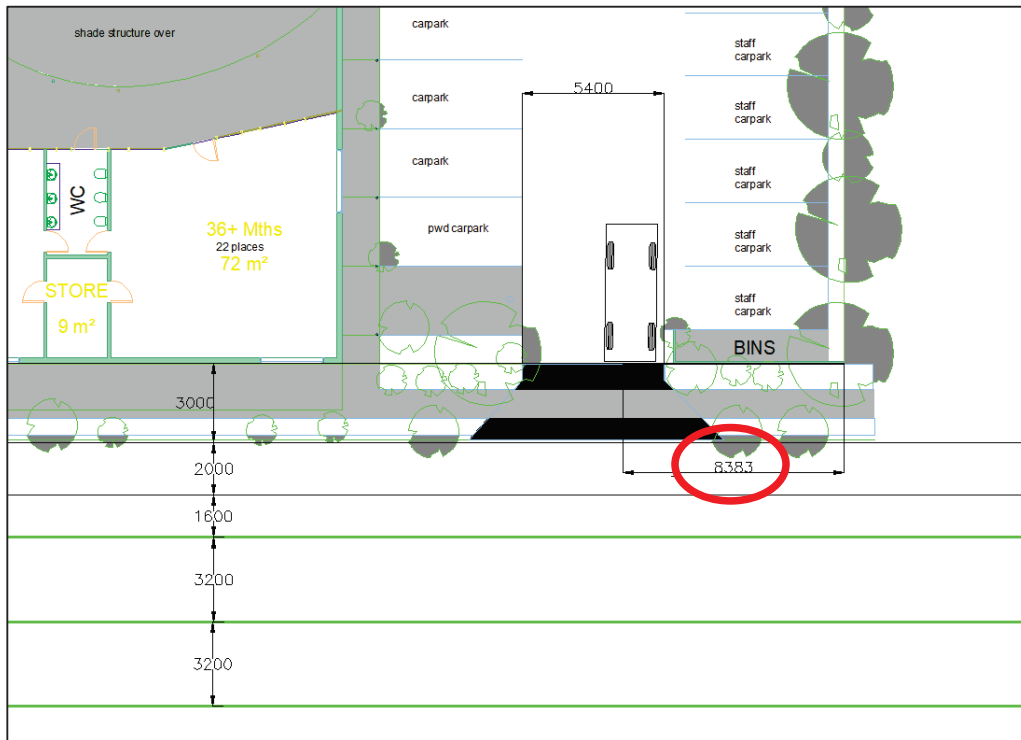 carpark
shade structure over
staff
carpark
5400
carpark
staff
carpark
carpark
staff
carpark
WC
36+ Mths
22 places
72 m²
pwd carpark
staff
carpark
STORE
9 m²
staff
carpark
BINS
3000
2000
8383
1600
3200
3200